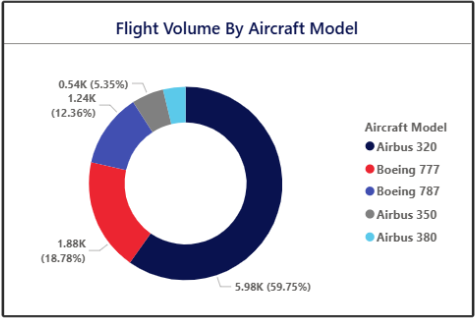 Flight Volume By Aircraft Model
0.54K (5.35%)
1.24K
(12.36%)
Aircraft Model
Airbus 320
Boeing 777
Boeing 787
Airbus 350
Airbus 380
1.88K
(18.78%)
5.98K (59.75%)